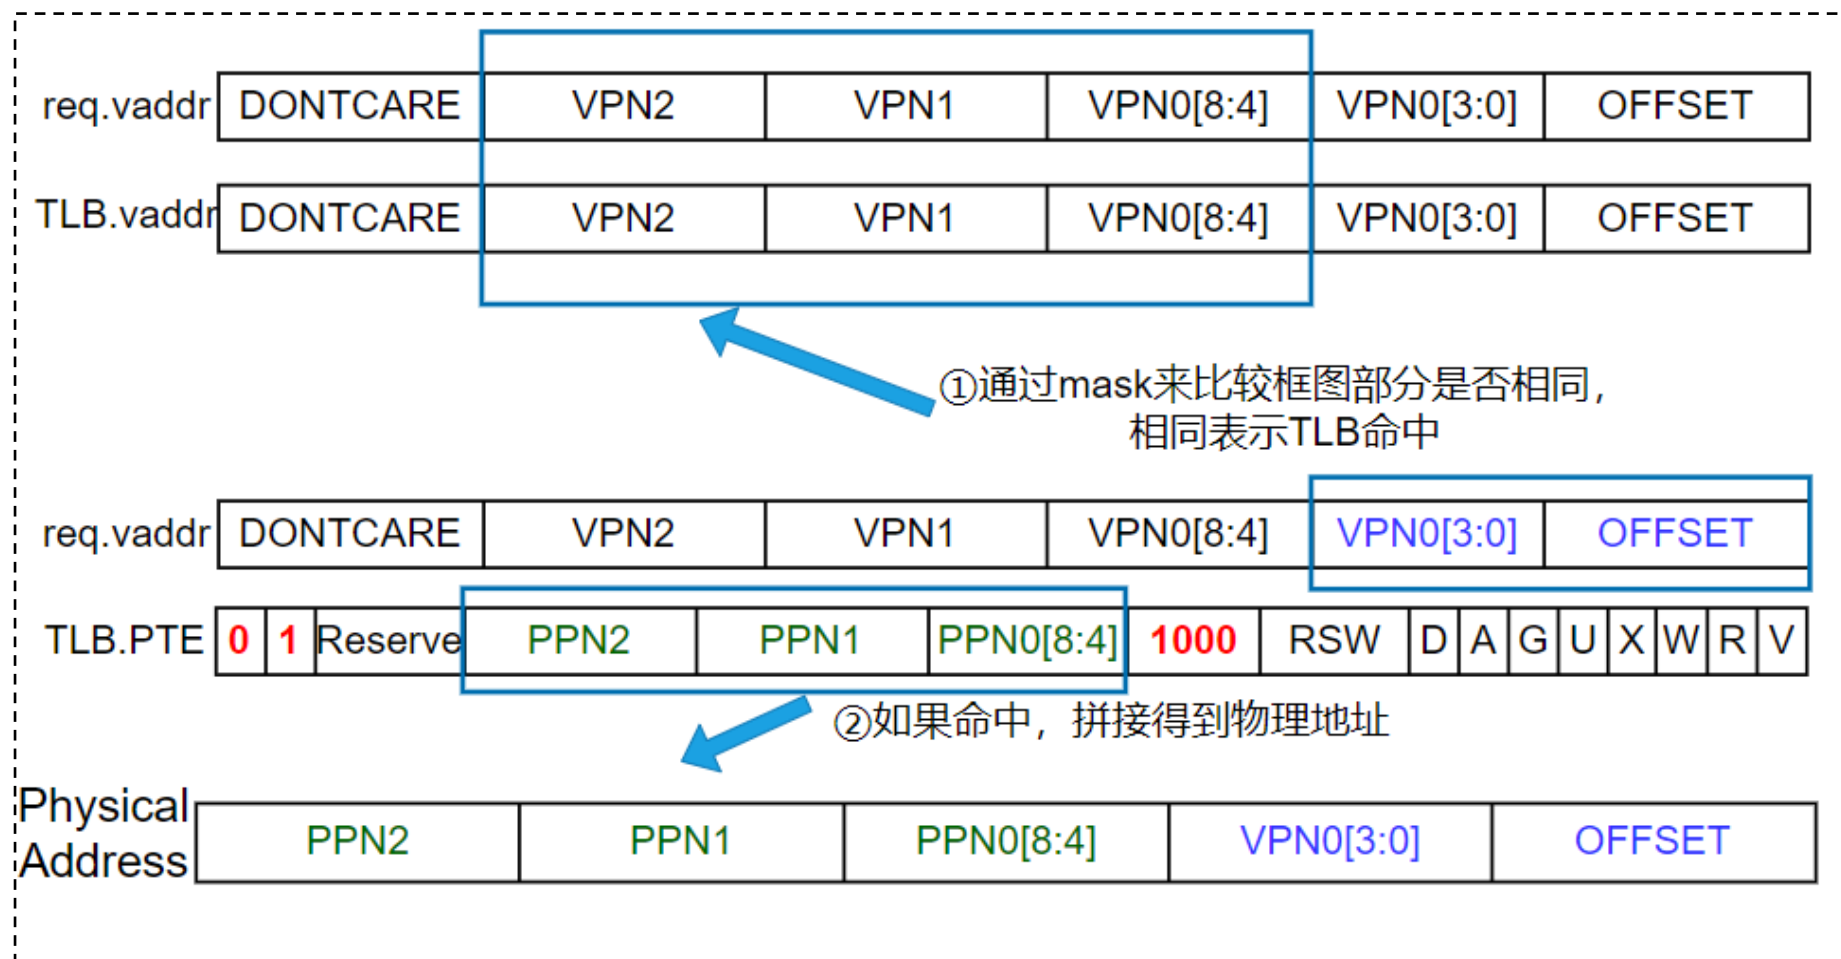 req.vaddr DONTCARE VPN2 VPN1 VPN0[8:4] VPN0[3:0] OFFSET
TLB.vaddr DONTCARE VPN2 VPN1 VPN0[8:4] VPN0[3:0] OFFSET
①通过mask来比较框图部分是否相同,
相同表示TLB命中
req.vaddr DONTCARE VPN2 VPN1 VPN0[8:4] VPN0[3:0] OFFSET
TLB.PTE 0 1 Reserve PPN2 PPN1 PPN0[8:4] 1000 RSW D A G U X W R V
②如果命中，拼接得到物理地址
Physical
Address
PPN2 PPN1 PPN0[8:4] VPN0[3:0] OFFSET